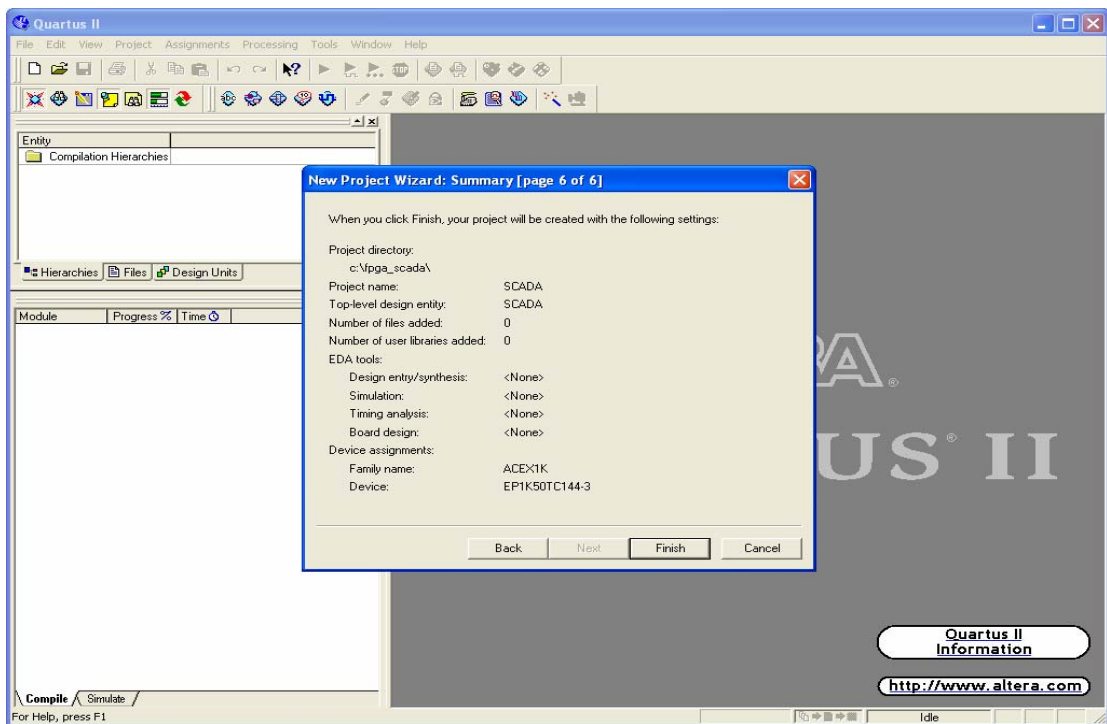 Quartus II
File Edit View Project Assignments Processing Tools Window Help
Entity
Compilation Hierarchies
Hierarchies Files Design Units
Module Progress % Time
New Project Wizard: Summary [page 6 of 6]
When you click Finish, your project will be created with the following settings:
Project directory:
c:\fpga_scada\
Project name: SCADA
Top-level design entity: SCADA
Number of files added: 0
Number of user libraries added: 0
EDA tools:
Design entry/synthesis: <None>
Simulation: <None>
Timing analysis: <None>
Board design: <None>
Device assignments:
Family name: ACEX1K
Device: EP1K50TC144-3
Back Next Finish Cancel
RA®
US® II
Quartus II
Information
http://www.altera.com
Compile Simulate
For Help, press F1
Idle